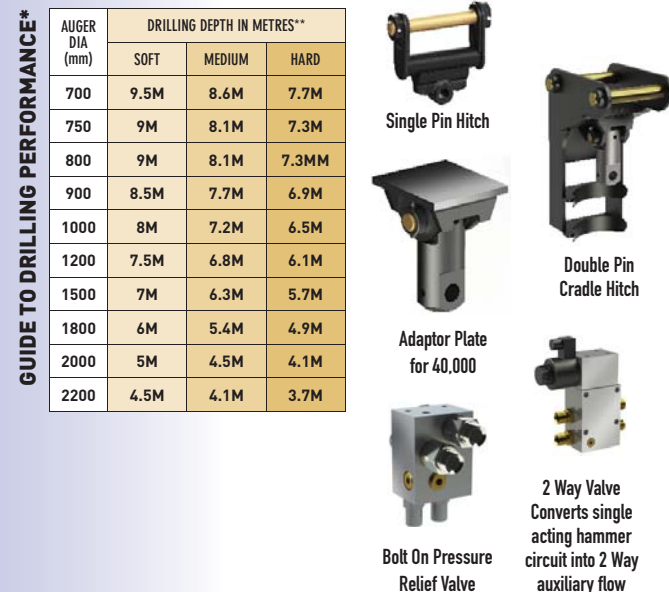 GUIDE TO DRILLING PERFORMANCE*
AUGER DIA (mm) DRILLING DEPTH IN METRES**
SOFT MEDIUM HARD
700 9.5M 8.6M 7.7M
750 9M 8.1M 7.3M
800 9M 8.1M 7.3MM
900 8.5M 7.7M 6.9M
1000 8M 7.2M 6.5M
1200 7.5M 6.8M 6.1M
1500 7M 6.3M 5.7M
1800 6M 5.4M 4.9M
2000 5M 4.5M 4.1M
2200 4.5M 4.1M 3.7M
Single Pin Hitch
Double Pin
Cradle Hitch
Adaptor Plate
for 40,000
Bolt On Pressure
Relief Valve
2 Way Valve
Converts single
acting hammer
circuit into 2 Way
auxiliary flow